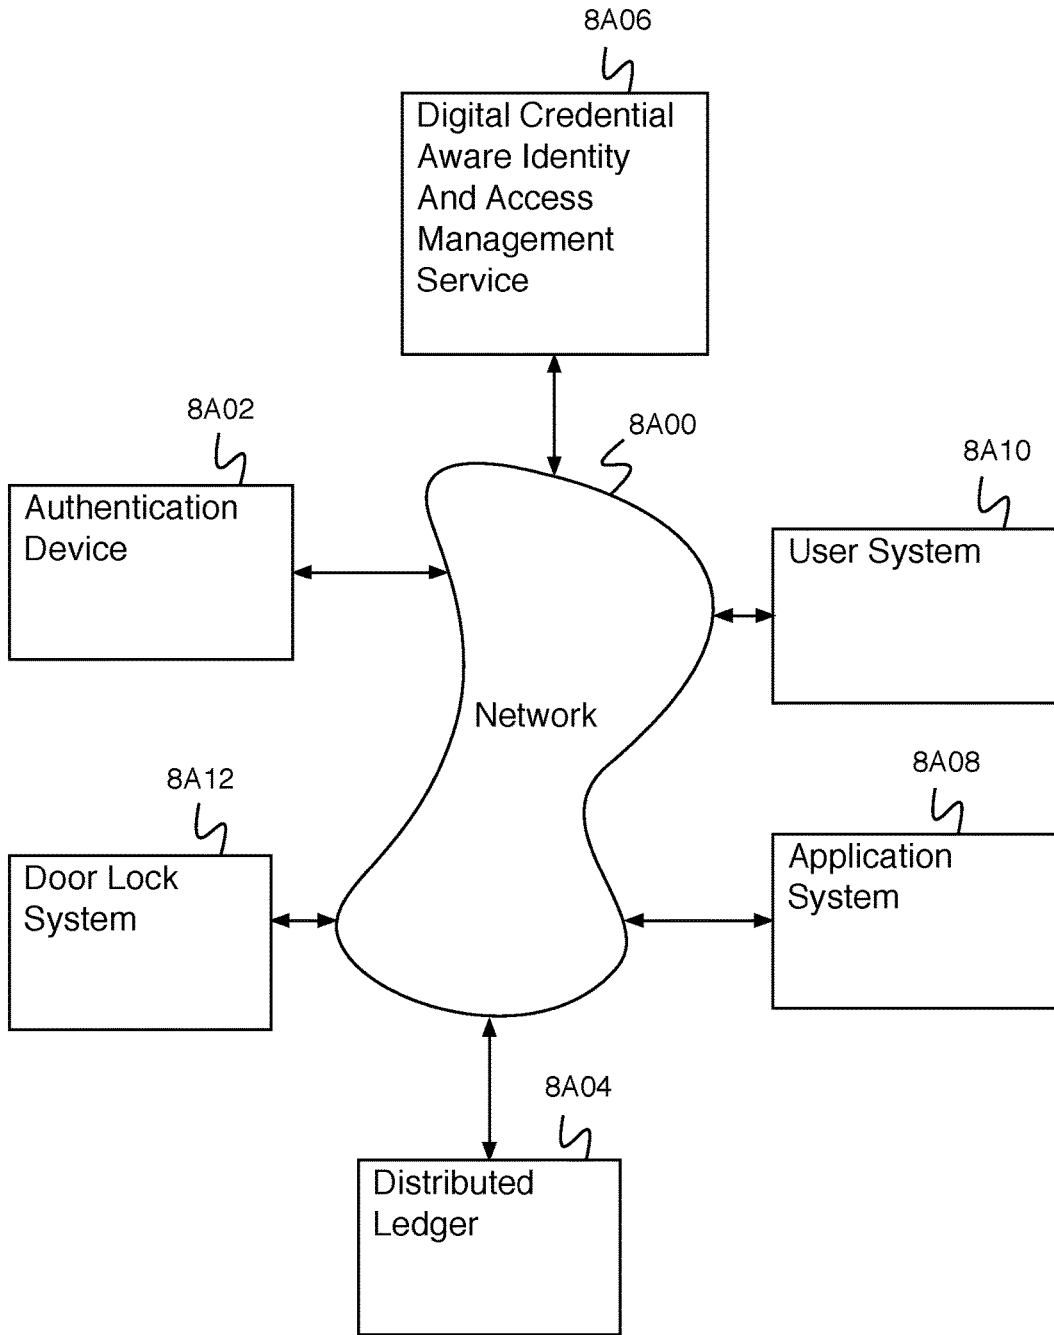 8A06
Digital Credential
Aware Identity
And Access
Management
Service
8A02
Authentication
Device
8A00
8A10
User System
Network
8A12
Door Lock
System
8A08
Application
System
8A04
Distributed
Ledger